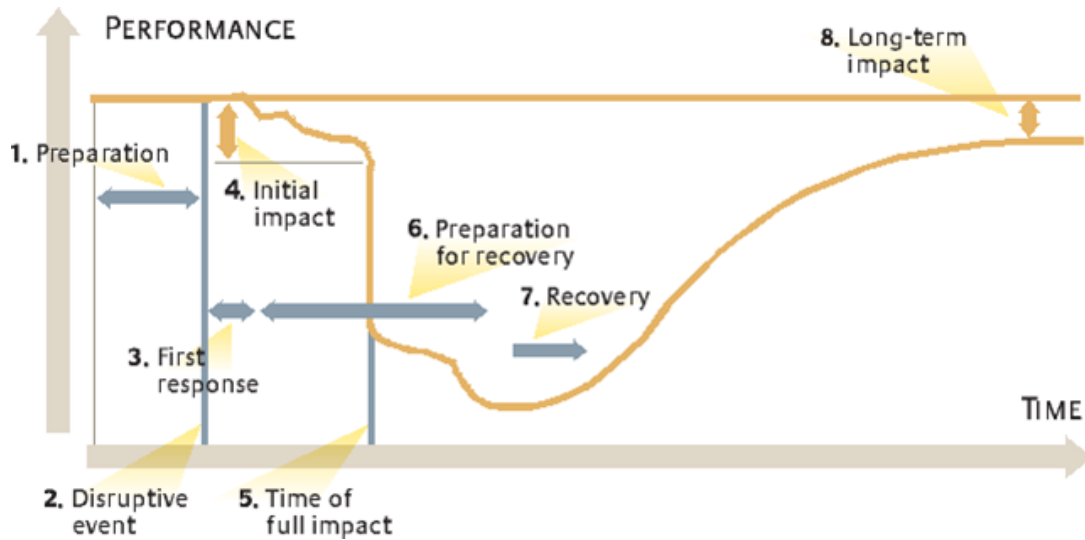 PERFORMANCE
8. Long-term
impact
1. Preparation
4. Initial
impact
6. Preparation
for recovery
7. Recovery
3. First
response
TIME
2. Disruptive
event
5. Time of
full impact